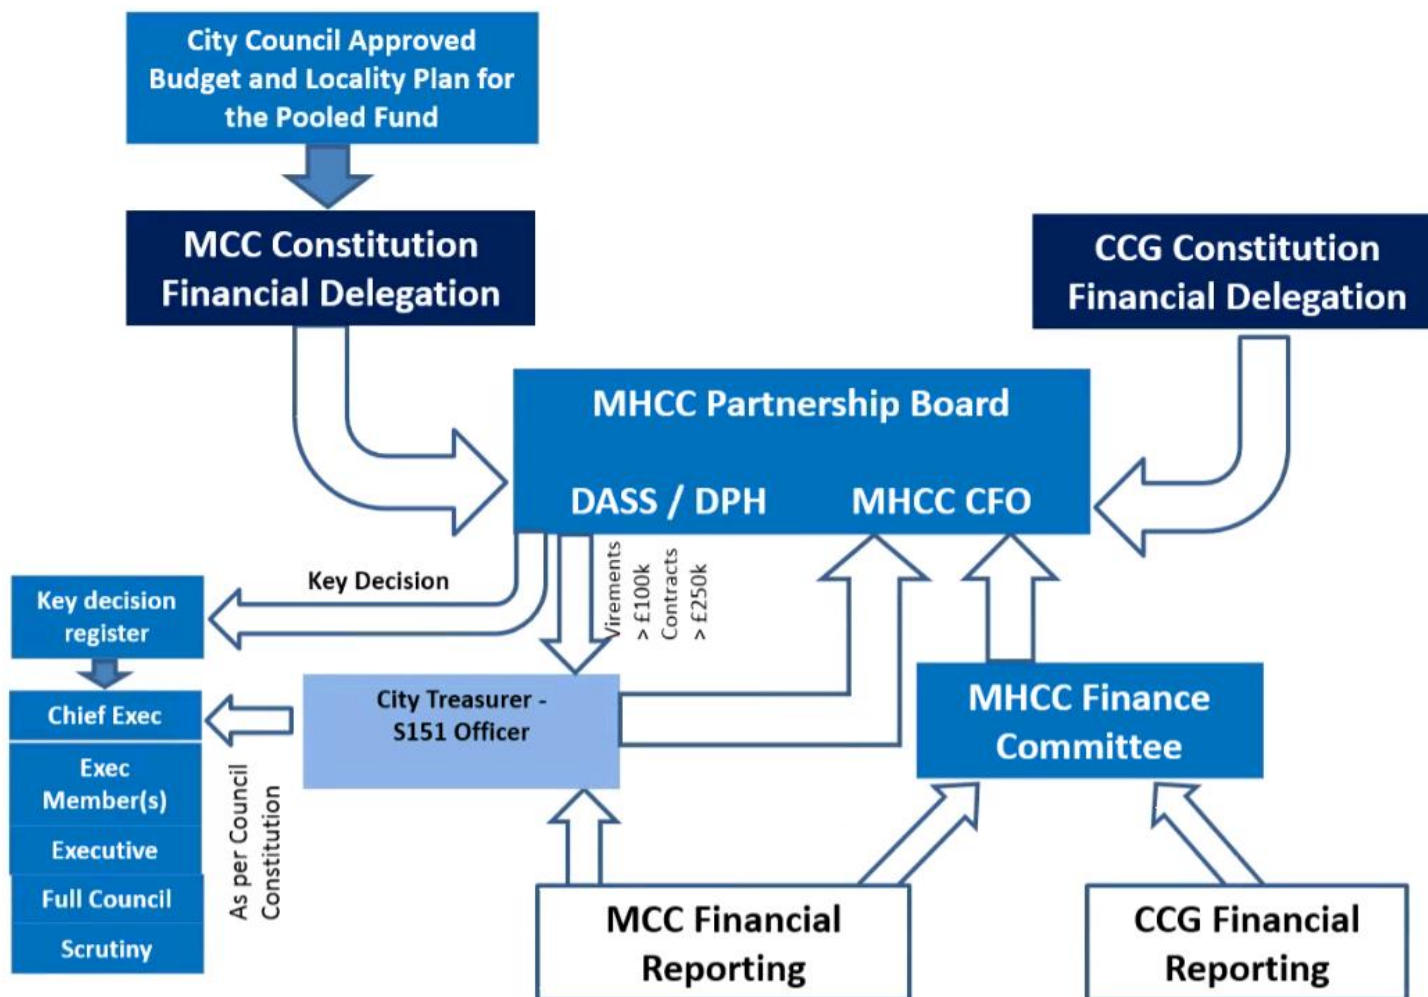 City Council Approved
Budget and Locality Plan for
the Pooled Fund
MCC Constitution
Financial Delegation
CCG Constitution
Financial Delegation
MHCC Partnership Board
DASS / DPH
MHCC CFO
Key Decision
Virements
> £100k
Contracts
> £250k
Key decision
register
Chief Exec
Exec
Member(s)
Executive
Full Council
Scrutiny
As per Council
Constitution
City Treasurer -
S151 Officer
MHCC Finance
Committee
MCC Financial
Reporting
CCG Financial
Reporting